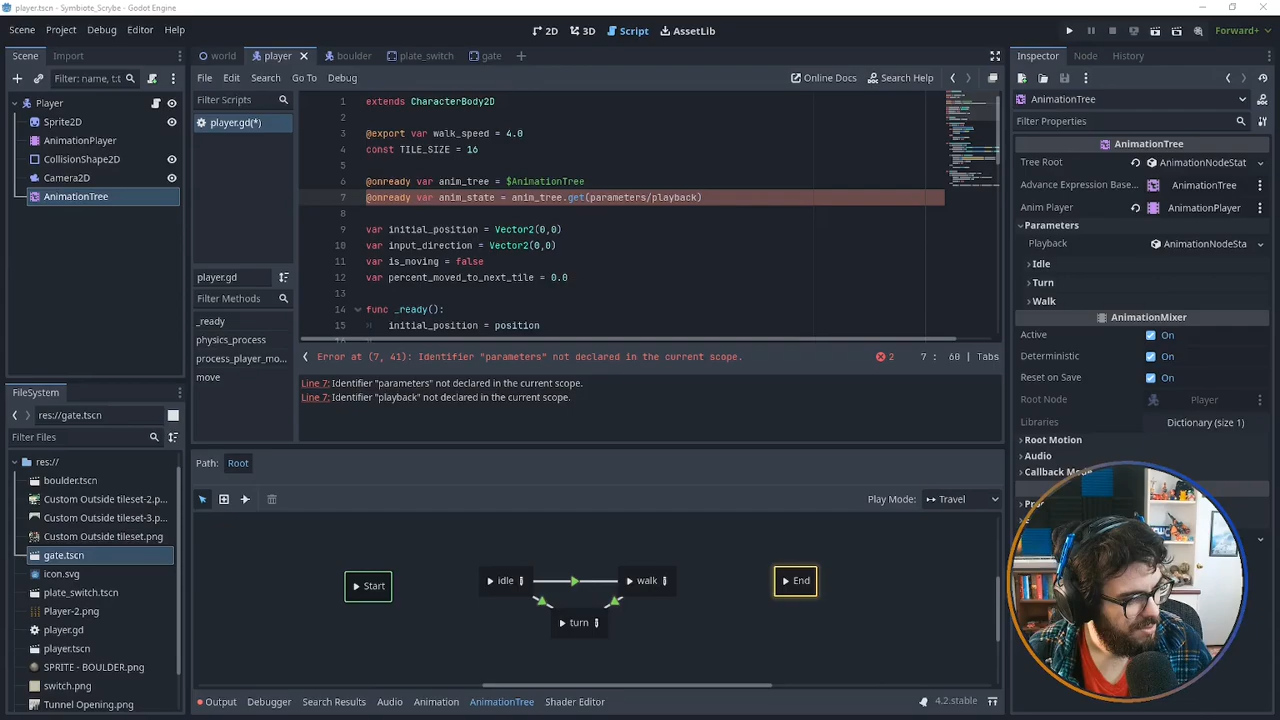 player.tscn - Symbiote_Scrybe - Godot Engine
Scene Project Debug Editor Help
2D 3D Script AssetLib
Forward+
Scene Import
Filter: name, t:t
Player
Sprite2D
AnimationPlayer
CollisionShape2D
Camera2D
AnimationTree
FileSystem
res://gate.tscn
Filter Files
res://
boulder.tscn
Custom Outside tileset-2.p...
Custom Outside tileset-3.p...
Custom Outside tileset.png
gate.tscn
icon.svg
plate_switch.tscn
Player-2.png
player.gd
player.tscn
SPRITE - BOULDER.png
switch.png
Tunnel Opening.png
world player boulder plate_switch gate
File Edit Search Go To Debug
Online Docs Search Help
Filter Scripts
player.gd(*)
player.gd
Filter Methods
_ready
physics_process
process_player_mo...
move
1 extends CharacterBody2D
2
3 @export var walk_speed = 4.0
4 const TILE_SIZE = 16
5
6 @onready var anim_tree = $AnimationTree
7 @onready var anim_state = anim_tree.get(parameters/playback)
8
9 var initial_position = Vector2(0,0)
10 var input_direction = Vector2(0,0)
11 var is_moving = false
12 var percent_moved_to_next_tile = 0.0
13
14 func _ready():
15 initial_position = position
Error at (7, 41): Identifier "parameters" not declared in the current scope.
2 7 : 60 | Tabs
Line 7: Identifier "parameters" not declared in the current scope.
Line 7: Identifier "playback" not declared in the current scope.
Path: Root
Play Mode: Travel
Start
idle
walk
turn
End
Output Debugger Search Results Audio Animation AnimationTree Shader Editor
4.2.stable
Inspector Node History
AnimationTree
Filter Properties
AnimationTree
Tree Root AnimationNodeStat
Advance Expression Base... AnimationTree
Anim Player AnimationPlayer
Parameters
Playback AnimationNodeSta
Idle
Turn
Walk
AnimationMixer
Active On
Deterministic On
Reset on Save On
Root Node Player
Libraries Dictionary (size 1)
Root Motion
Audio